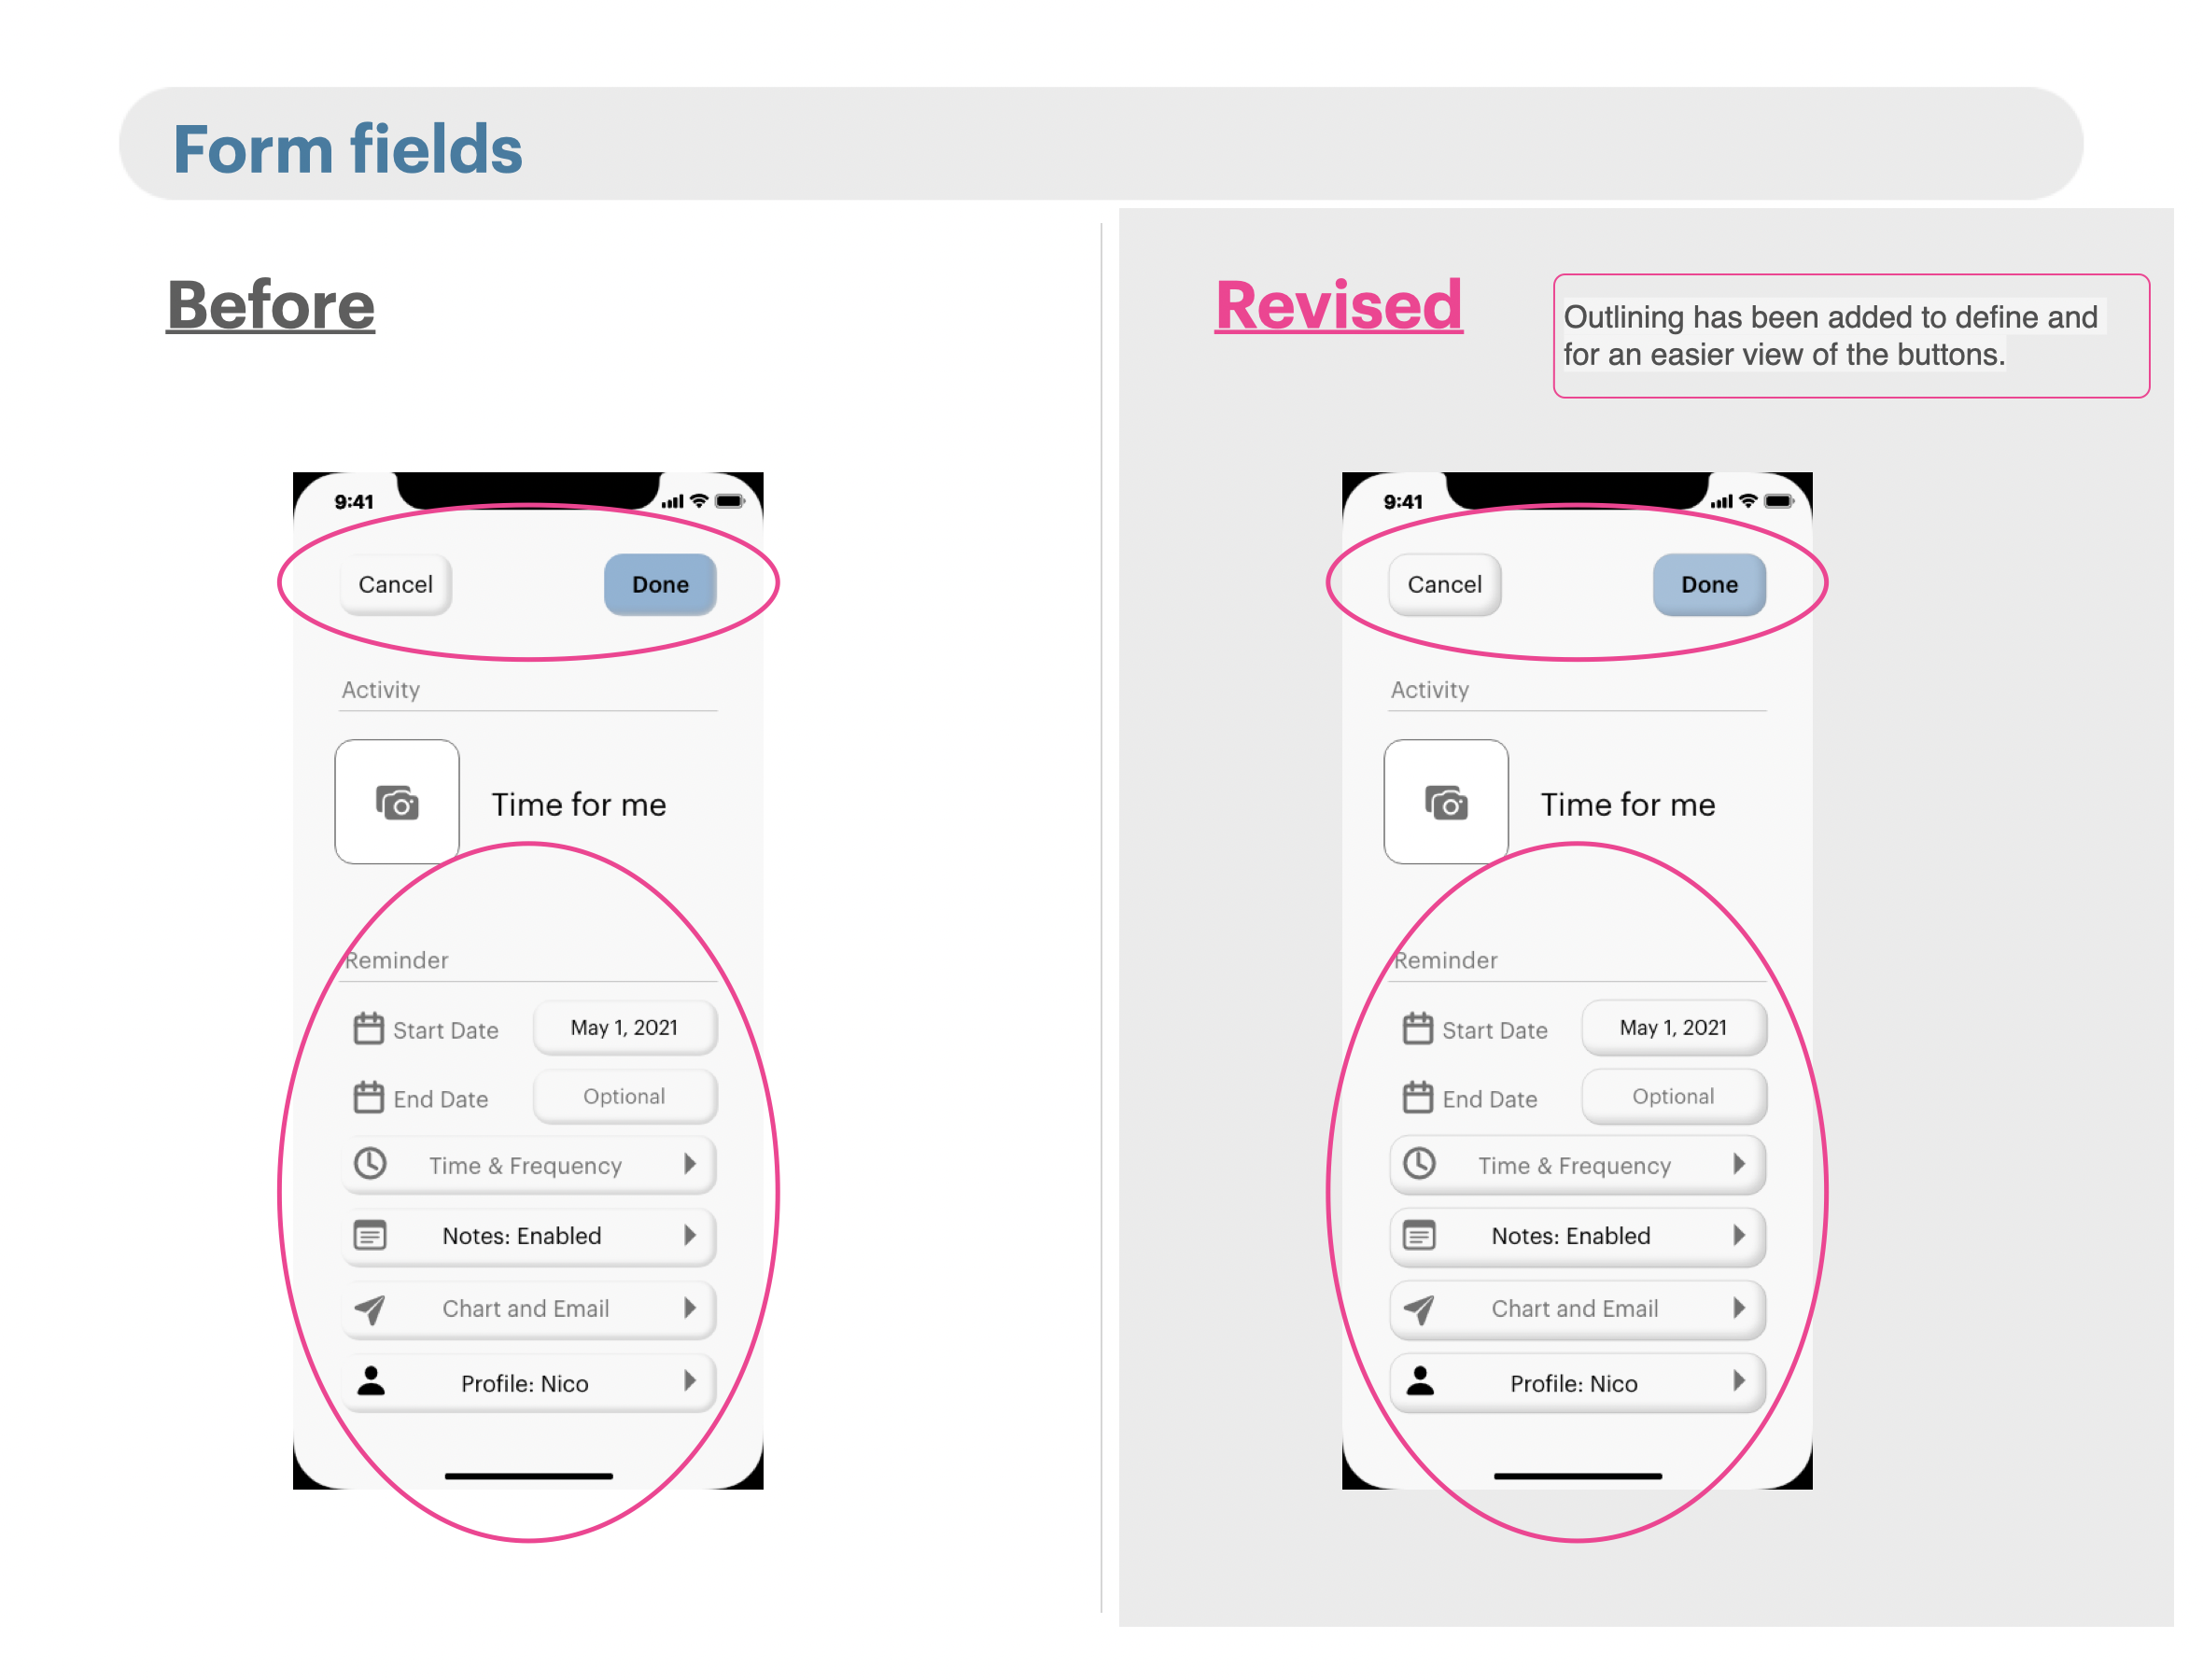 Form fields
Before
9:41
Cancel
Done
Activity
Time for me
Reminder
Start Date
May 1, 2021
End Date
Optional
Time & Frequency
Notes: Enabled
Chart and Email
Profile: Nico
Revised
Outlining has been added to define and
for an easier view of the buttons.
9:41
Cancel
Done
Activity
Time for me
Reminder
Start Date
May 1, 2021
End Date
Optional
Time & Frequency
Notes: Enabled
Chart and Email
Profile: Nico